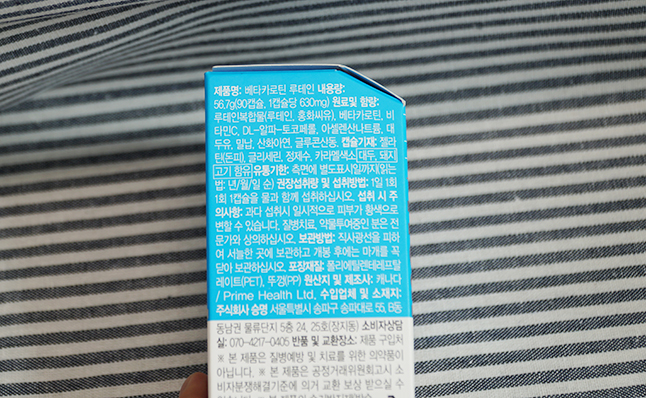 제품명: 베타카로틴 루테인 내용량:
56.7g(90캡슐, 1캡슐당 630mg) 원료및 함량:
루테인복합물(루테인, 홍화씨유), 베타카로틴, 비
타민C, DL-알파-토코페롤, 아셀렌산나트륨, 대
두유, 밀납, 산화아연, 글루콘산동. 캡슐기재: 젤라
틴(돈피), 글리세린, 정제수, 카라멜색소 대두, 돼지
고기 함유 유통기한: 측면에 별도표시일까지(읽는
법: 년/월/일 순) 권장섭취량 및 섭취방법: 1일 1회
1회 1캡슐을 물과 함께 섭취하십시오. 섭취 시 주
의사항: 과다 섭취시 일시적으로 피부가 황색으로
변할 수 있습니다. 질병치료, 약물투여중인 분은 전
문가와 상의하십시오. 보관방법: 직사광선을 피하
여 서늘한 곳에 보관하고 개봉 후에는 마개를 꼭
닫아 보관하십시오. 포장재질: 폴리에틸렌테레프탈
레이트(PET), 뚜껑(PP) 원산지 및 제조사: 캐나다
/ Prime Health Ltd. 수입업체 및 소재지:
주식회사 승명 서울특별시 송파구 송파대로 55, B동
동남권 물류단지 5층 24, 25호(장지동) 소비자상담
실: 070-4217-0405 반품 및 교환장소: 제품 구입처
※ 본 제품은 질병예방 및 치료를 위한 의약품이
아닙니다. ※ 본 제품은 공정거래위원회고시 소
비자분쟁해결기준에 의거 교환 보상 받으실 수